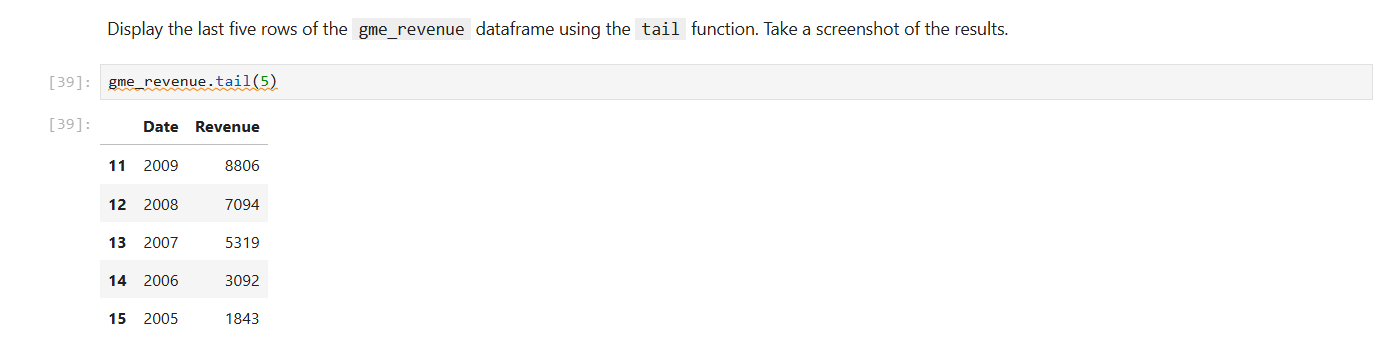 Display the last five rows of the gme_revenue dataframe using the tail function. Take a screenshot of the results.
[39]: gme_revenue.tail(5)
[39]:
Date Revenue
11 2009 8806
12 2008 7094
13 2007 5319
14 2006 3092
15 2005 1843